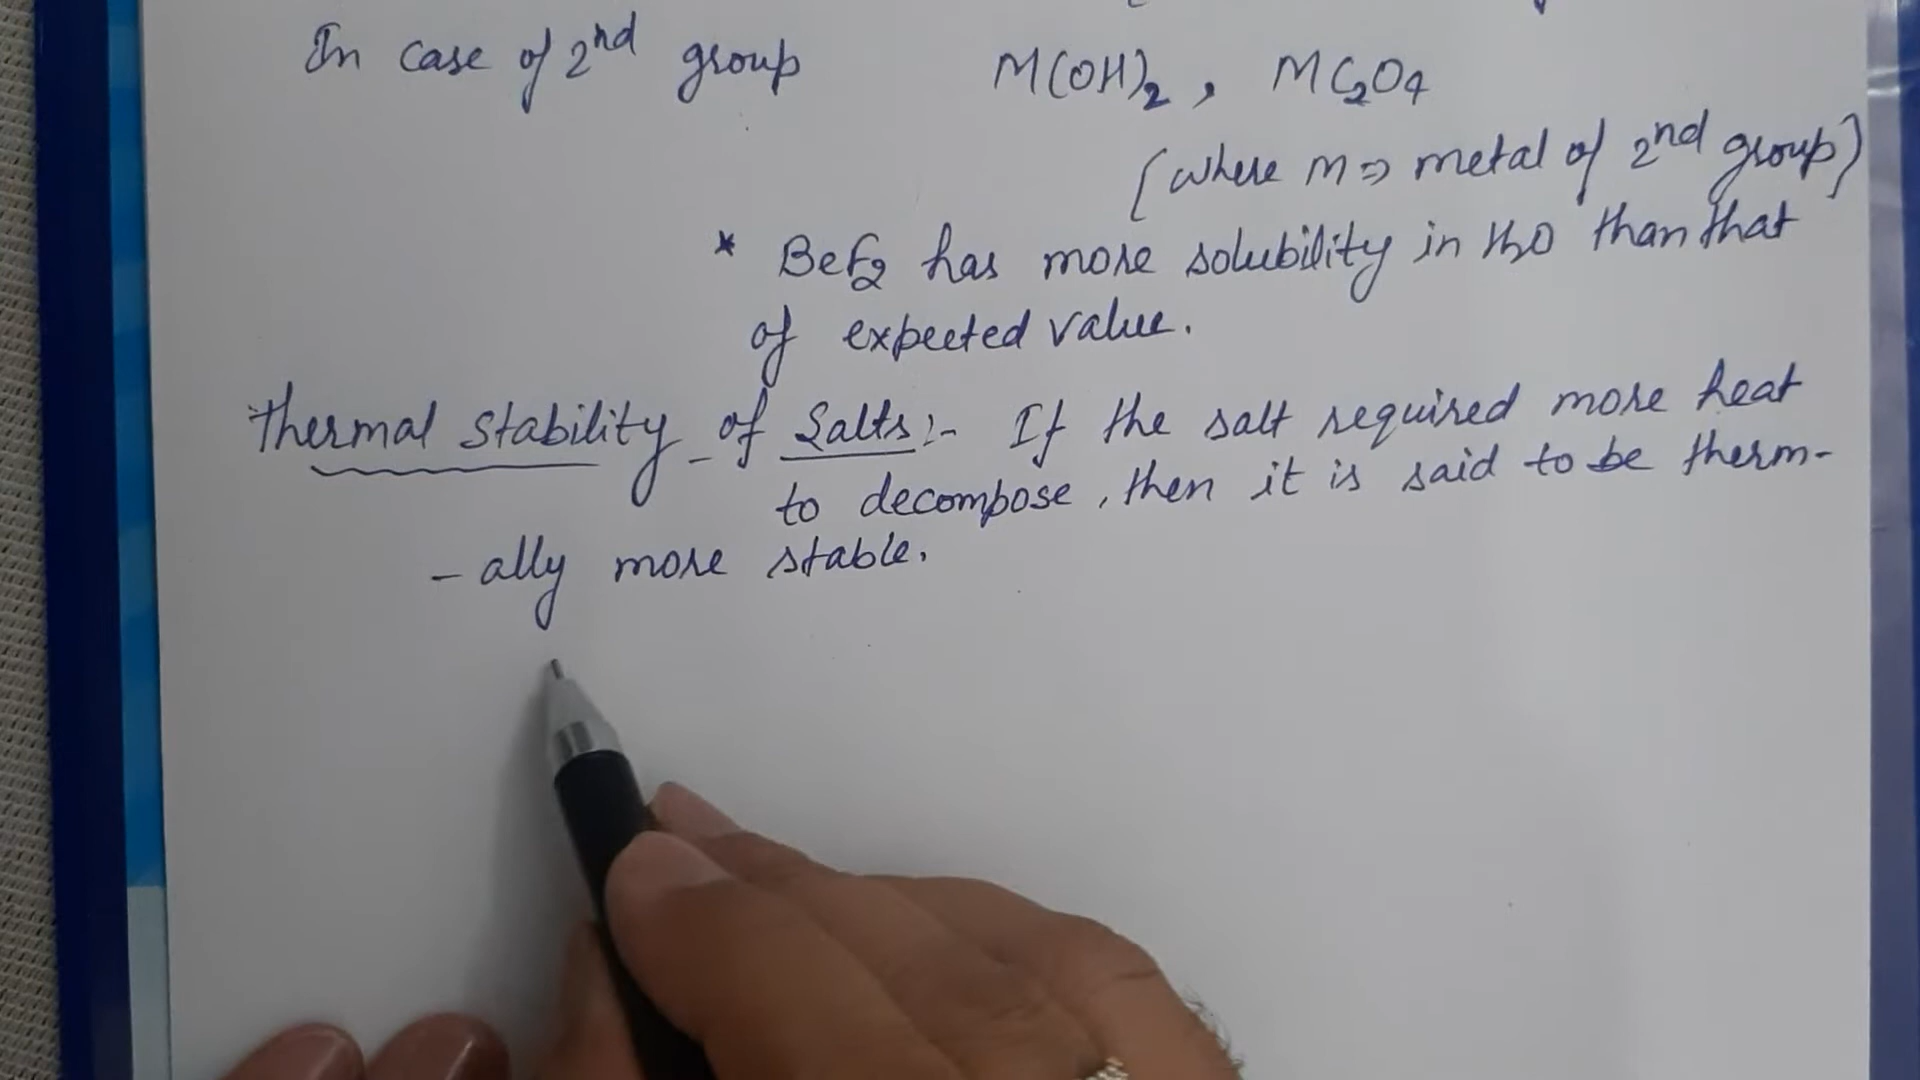 In case of 2nd group M(OH)2, MC2O4
(where M => metal of 2nd group)
* BeF2 has more solubility in H2O than that
of expected value.
Thermal stability of Salts:- If the salt required more heat
to decompose, then it is said to be therm-
- ally more stable.